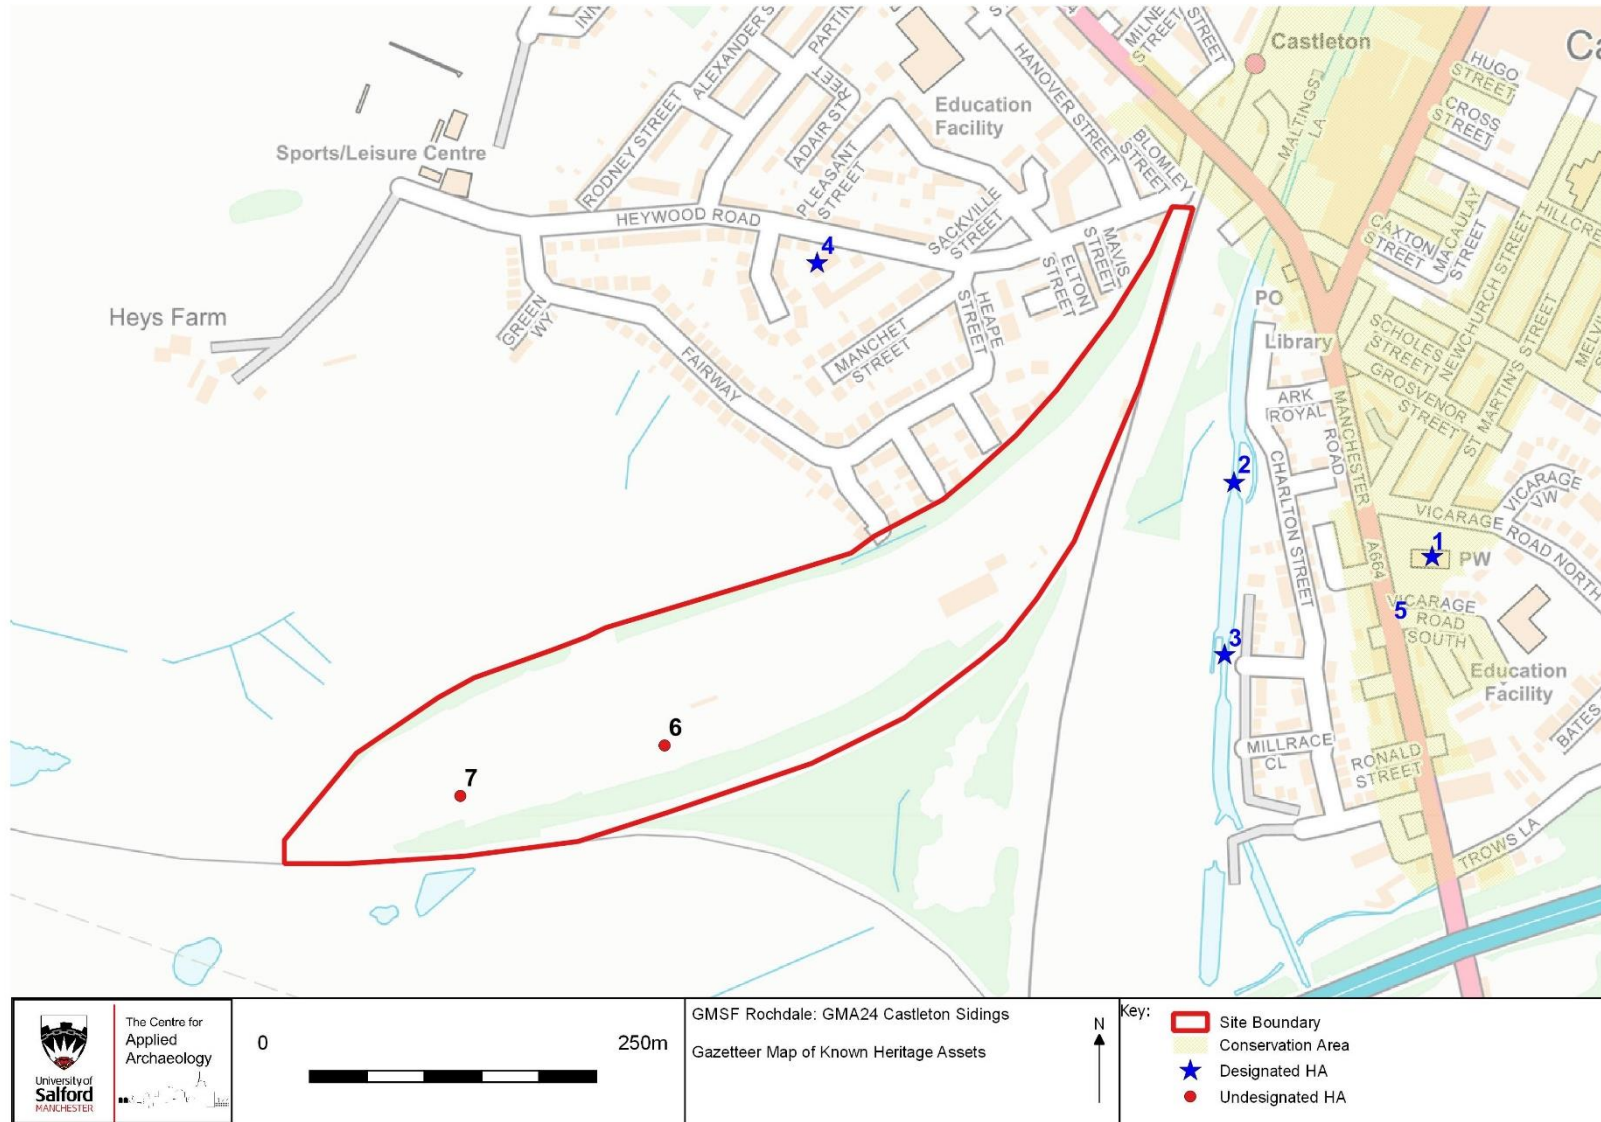 INN
ALEXANDER S
PARTIN
RODNEY STREET
ADAIR ST
REET
PLEASANT
STREET
Education
Facility
HANOVER STREET
BLOMLEY
STREET
MILNE
STREET
STREET
Castleton
Ca
MALTINGS
LA
HUGO
STREET
CROSS
STREET
MACAULAY
STREET
CAXTON
STREET
HILLCRE
NEWCHURCH STREET
ST MARTIN'S STREET
MELV
SCHOLES
STREET
GROSVENOR
STREET
Sports/Leisure Centre
HEYWOOD ROAD
4
SACKVILLE
STREET
MAVIS
STREET
ELTON
STREET
HEAPE
STREET
MANCHET
STREET
GREEN
WY
FAIRWAY
Heys Farm
PO
Library
ARK
ROYAL
ROAD
CHARLTON STREET
MANCHESTER
A664
VICARAGE
VW
VICARAGE ROAD NORTH
2
1
PW
5
VICARAGE
ROAD
SOUTH
3
Education
Facility
BATES
MILLRACE
CL
RONALD
STREET
TROWS LA
6
7
University of
Salford
MANCHESTER
The Centre for
Applied
Archaeology
0 250m
GMSF Rochdale: GMA24 Castleton Sidings
Gazetteer Map of Known Heritage Assets
N
Key:
Site Boundary
Conservation Area
Designated HA
Undesignated HA